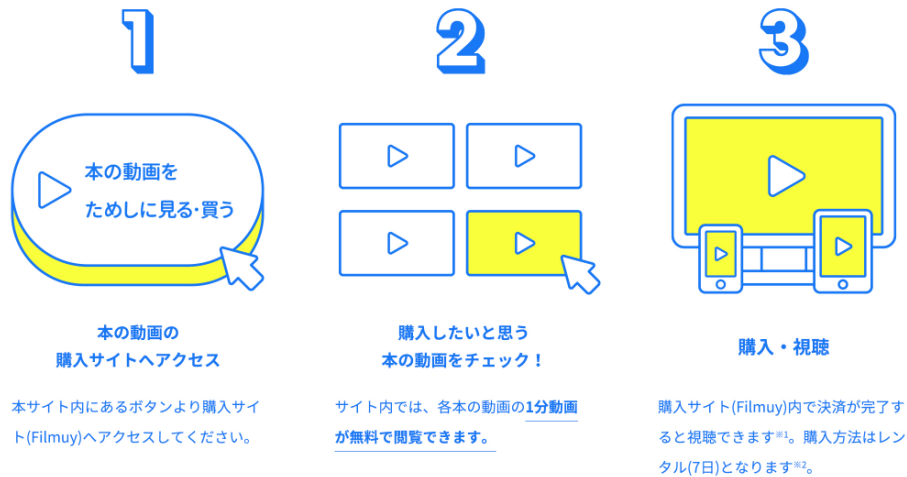 1
本の動画を
ためしに見る·買う
本の動画の
購入サイトへアクセス
本サイト内にあるボタンより購入サイ
ト(Filmuy)へアクセスしてください。
2
購入したいと思う
本の動画をチェック！
サイト内では、各本の動画の1分動画
が無料で閲覧できます。
3
購入・視聴
購入サイト(Filmuy)内で決済が完了す
ると視聴できます※1。購入方法はレン
タル(7日)となります※2。